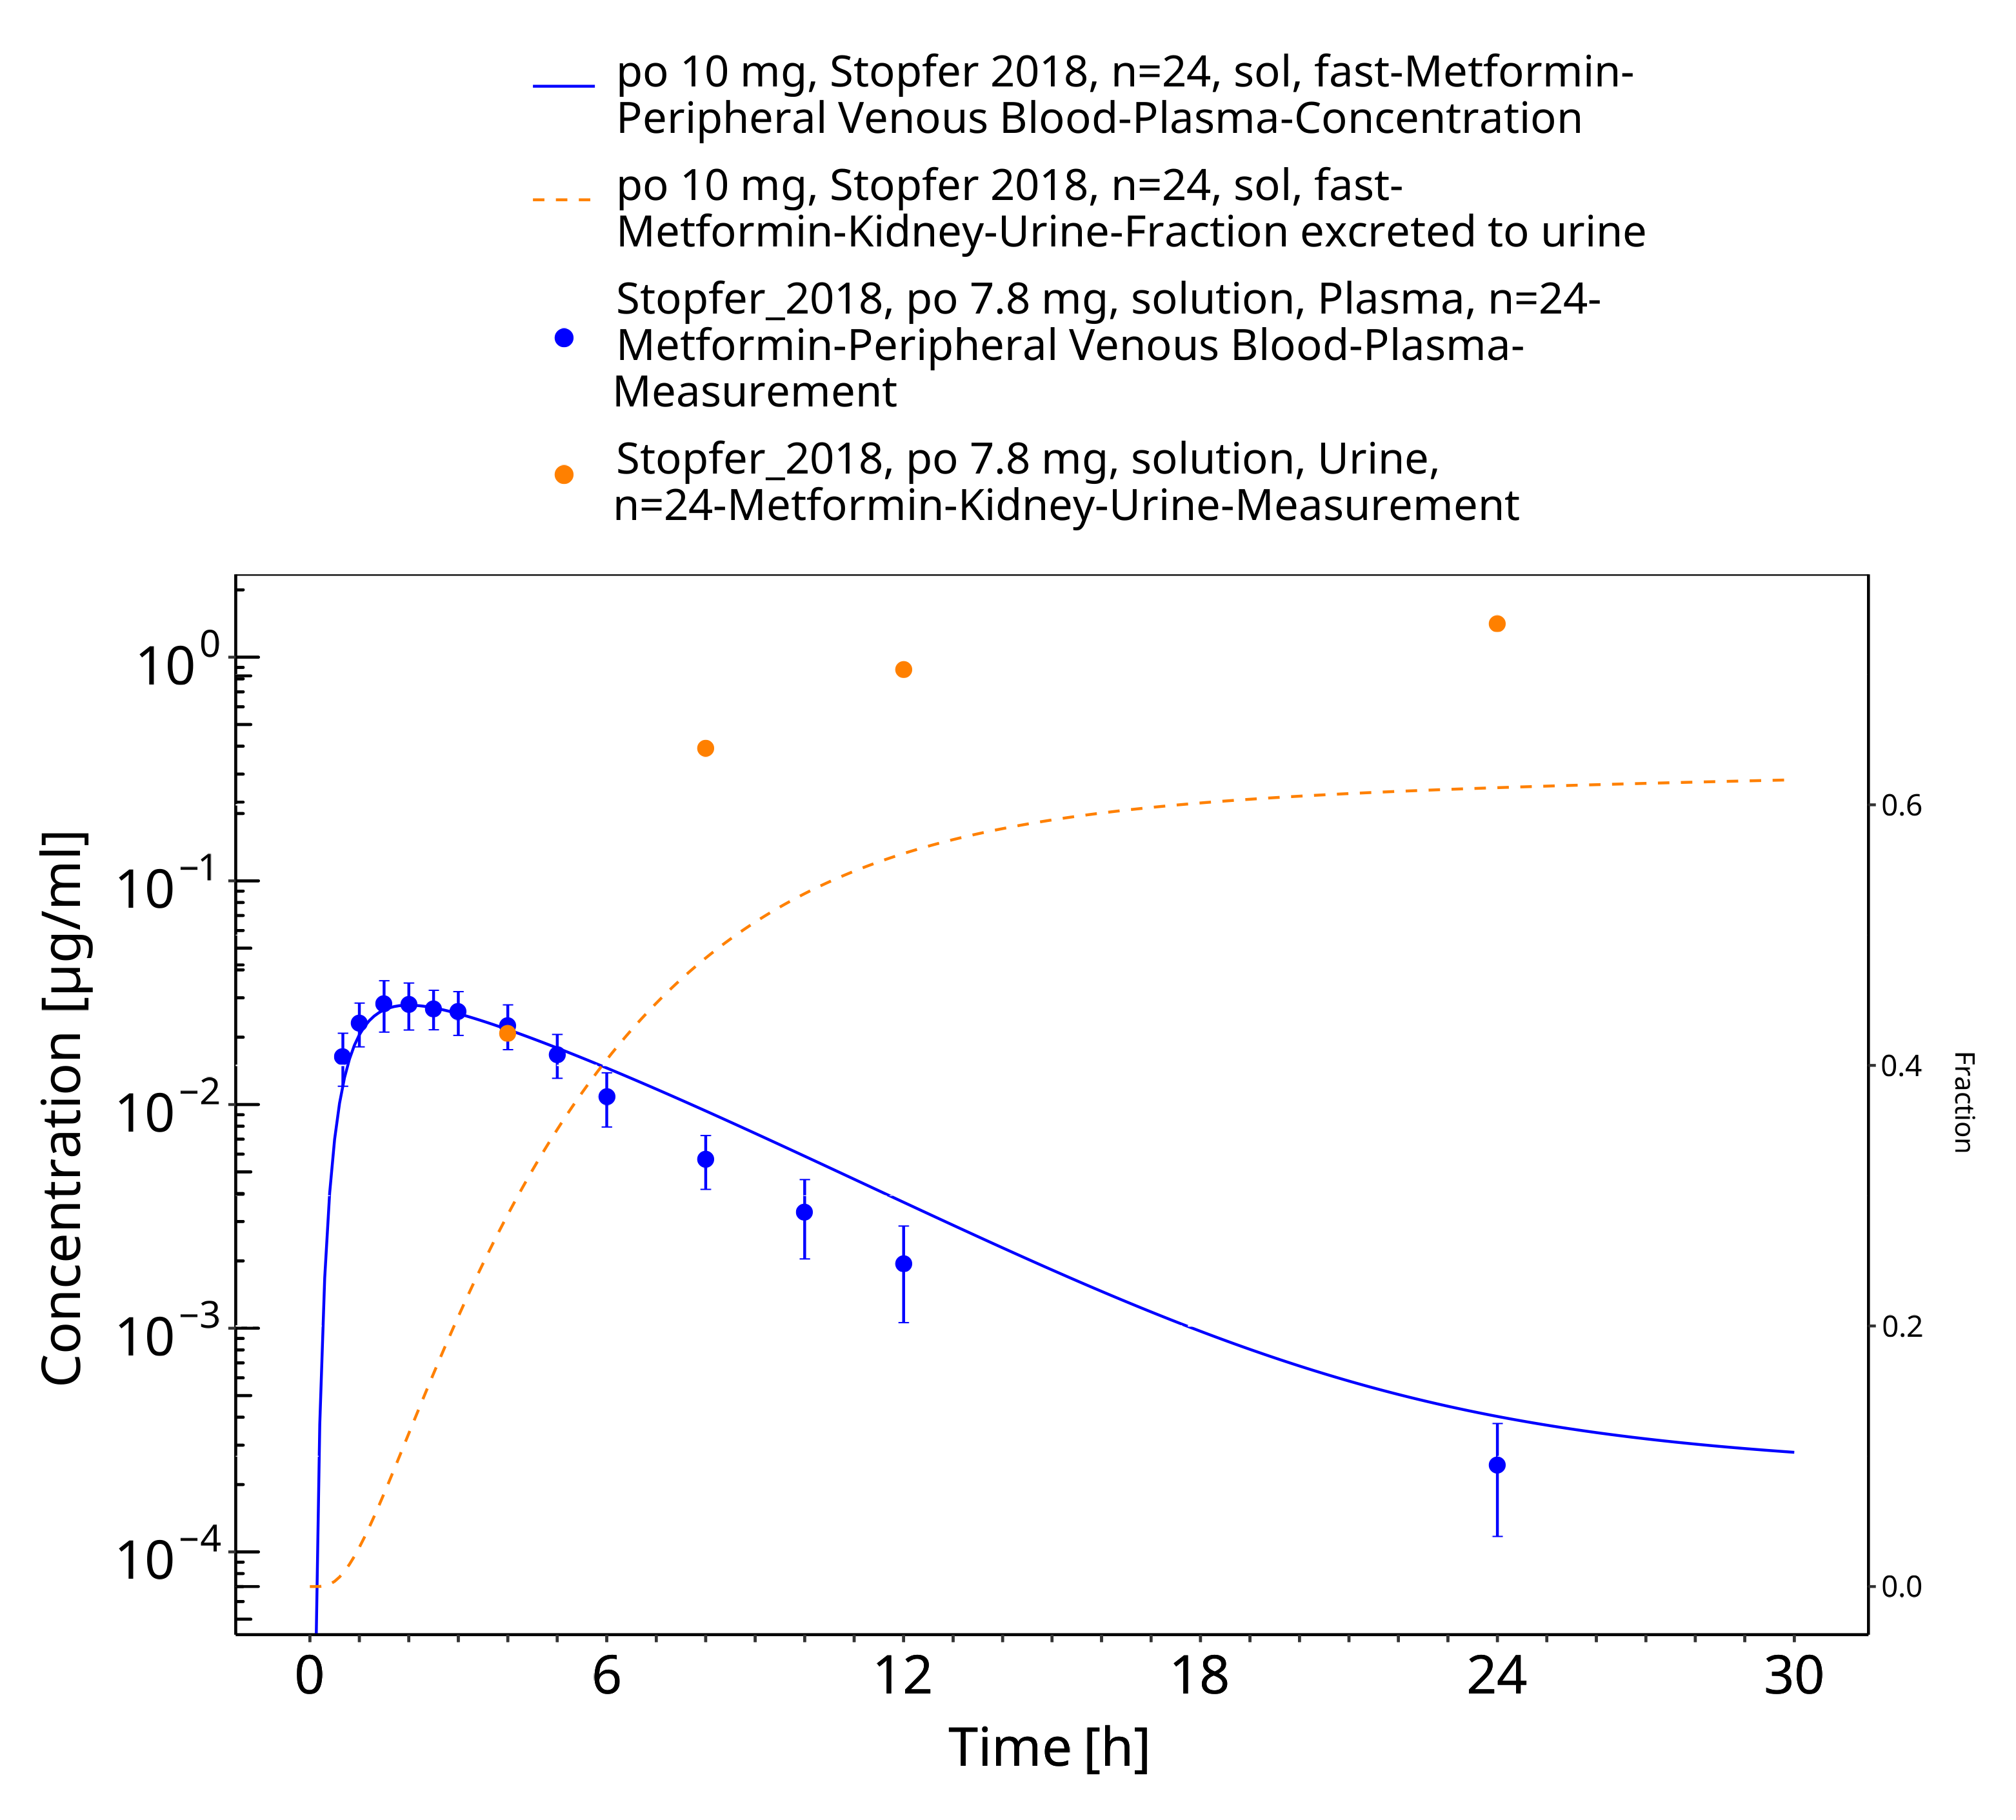 po 10 mg, Stopfer 2018, n=24, sol, fast-Metformin-
Peripheral Venous Blood-Plasma-Concentration
po 10 mg, Stopfer 2018, n=24, sol, fast-
Metformin-Kidney-Urine-Fraction excreted to urine
Stopfer_2018, po 7.8 mg, solution, Plasma, n=24-
Metformin-Peripheral Venous Blood-Plasma-
Measurement
Stopfer_2018, po 7.8 mg, solution, Urine,
n=24-Metformin-Kidney-Urine-Measurement
10⁰
10⁻¹
10⁻²
10⁻³
10⁻⁴
Concentration [µg/ml]
0.6
0.4
0.2
0.0
Fraction
0 6 12 18 24 30
Time [h]